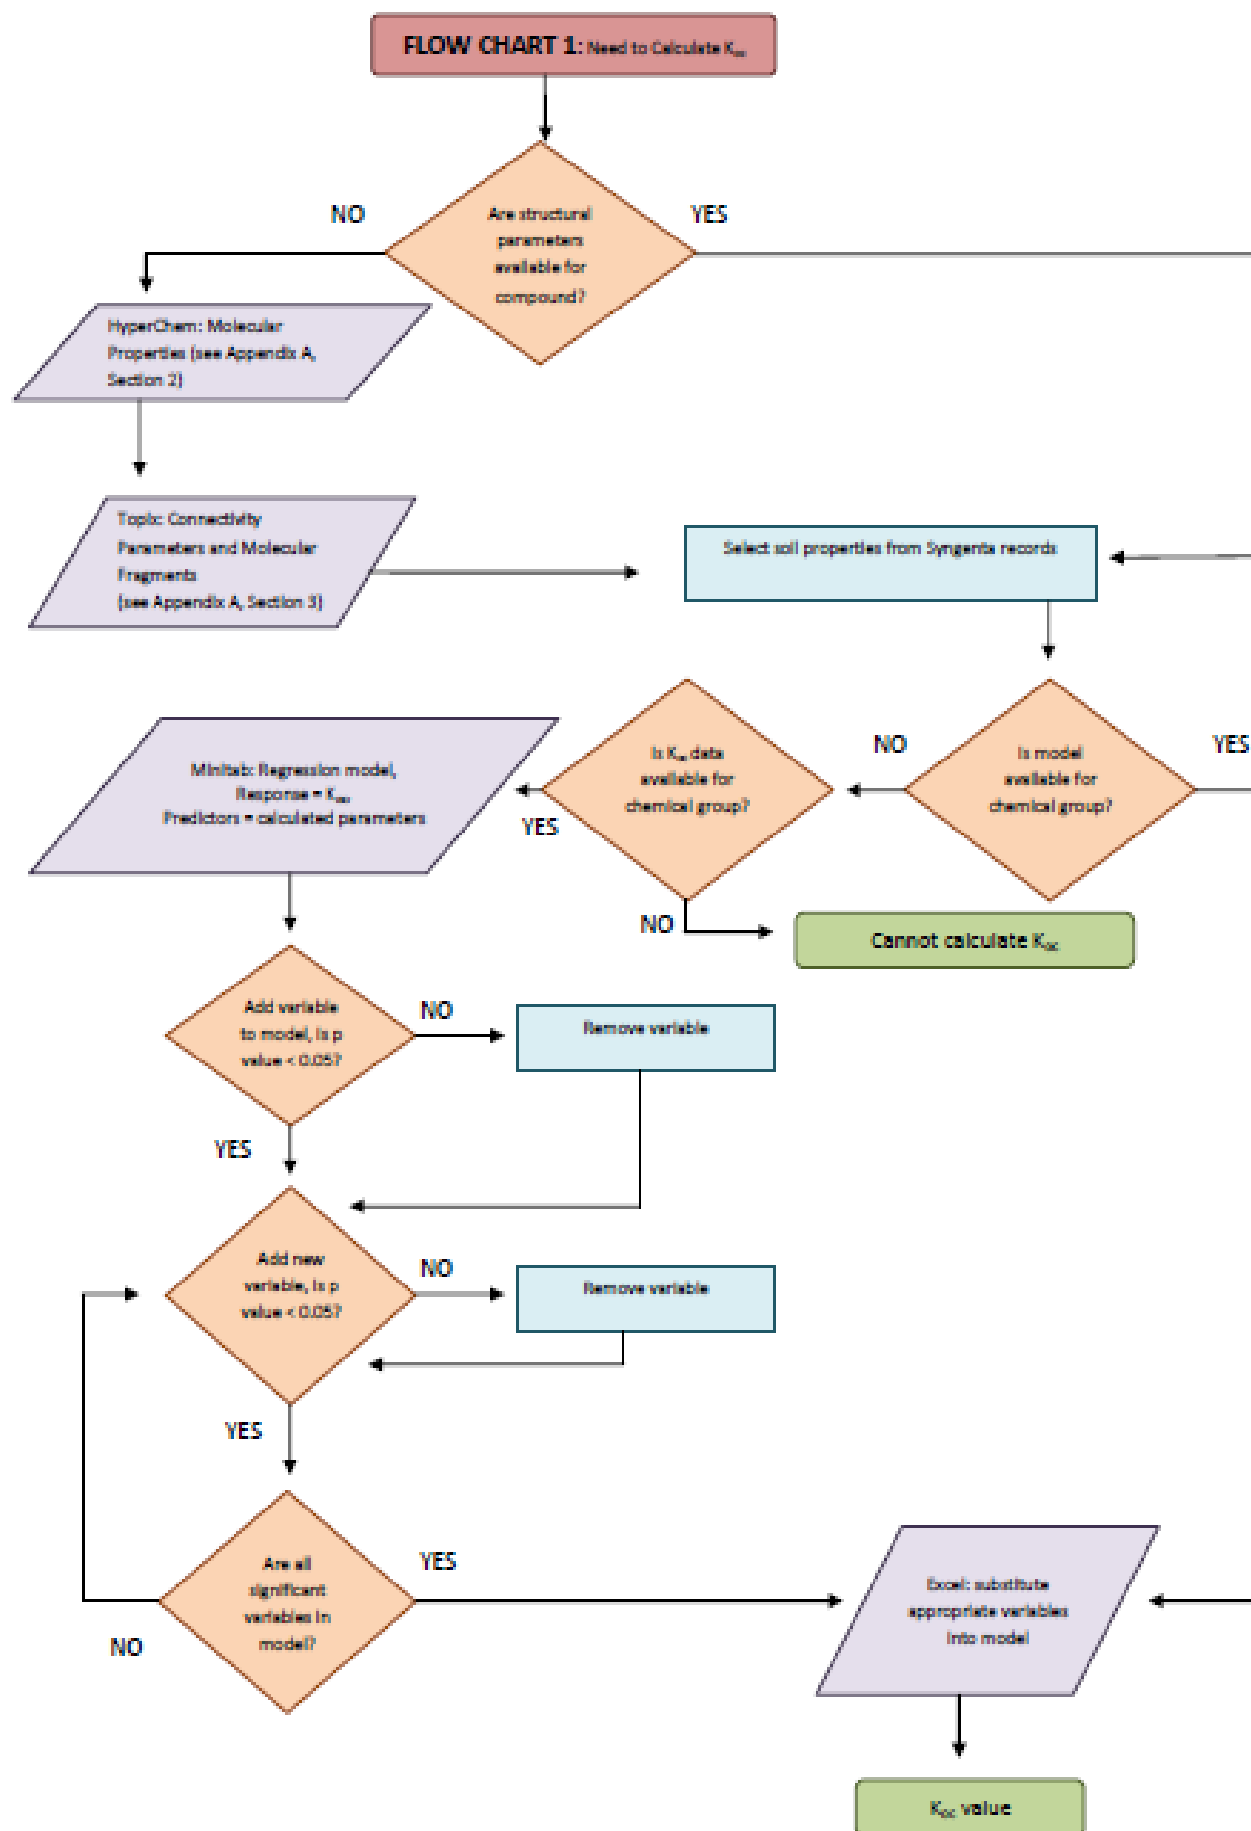 FLOW CHART 1: Need to Calculate Koc
NO
YES
Are structural
parameters
available for
compound?
HyperChem: Molecular
Properties (see Appendix A,
Section 2)
Topix: Connectivity
Parameters and Molecular
Fragments
(see Appendix A, Section 3)
Select soil properties from Syngenta records
Is model
available for
chemical group?
NO
YES
Is Koc data
available for
chemical group?
YES
NO
Minitab: Regression model,
Response = Koc,
Predictors = calculated parameters
Cannot calculate Koc
Add variable
to model, is p
value < 0.05?
NO
Remove variable
YES
Add new
variable, is p
value < 0.05?
NO
Remove variable
YES
Are all
significant
variables in
model?
YES
NO
Excel: substitute
appropriate variables
into model
Koc value